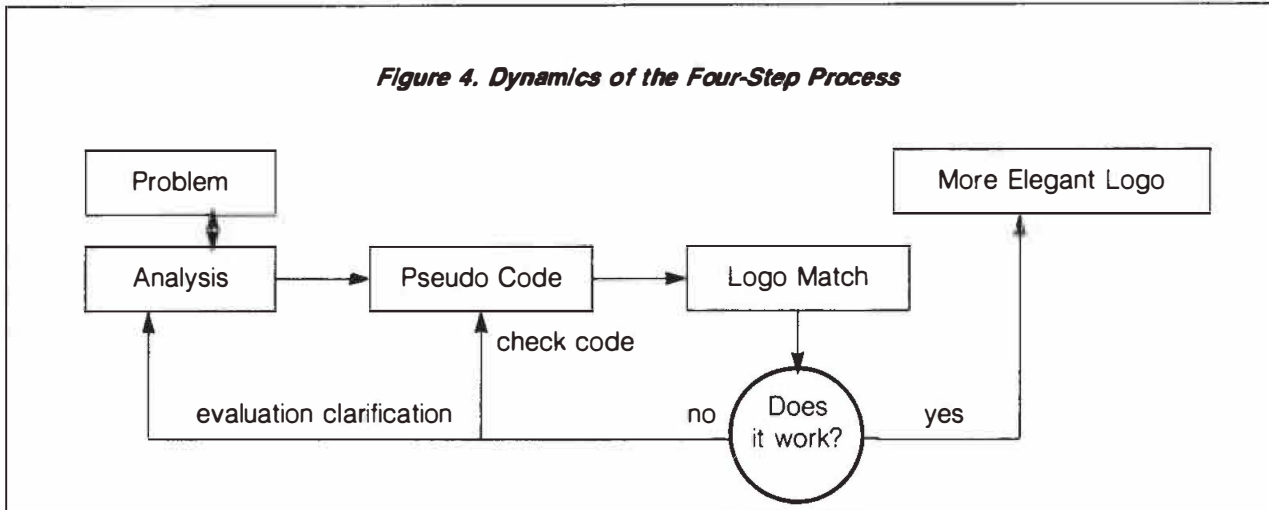 Figure 4. Dynamics of the Four-Step Process
Problem
More Elegant Logo
Analysis
Pseudo Code
Logo Match
check code
evaluation clarification
no
Does
it work?
yes